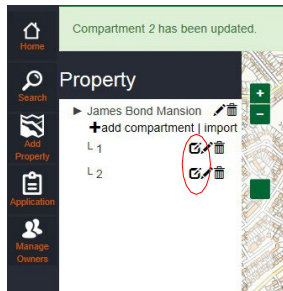 Compartment 2 has been updated.
Home
Search
Add
Property
Application
Manage
Owners
Property
► James Bond Mansion
+add compartment | import
└ 1
└ 2
+
−